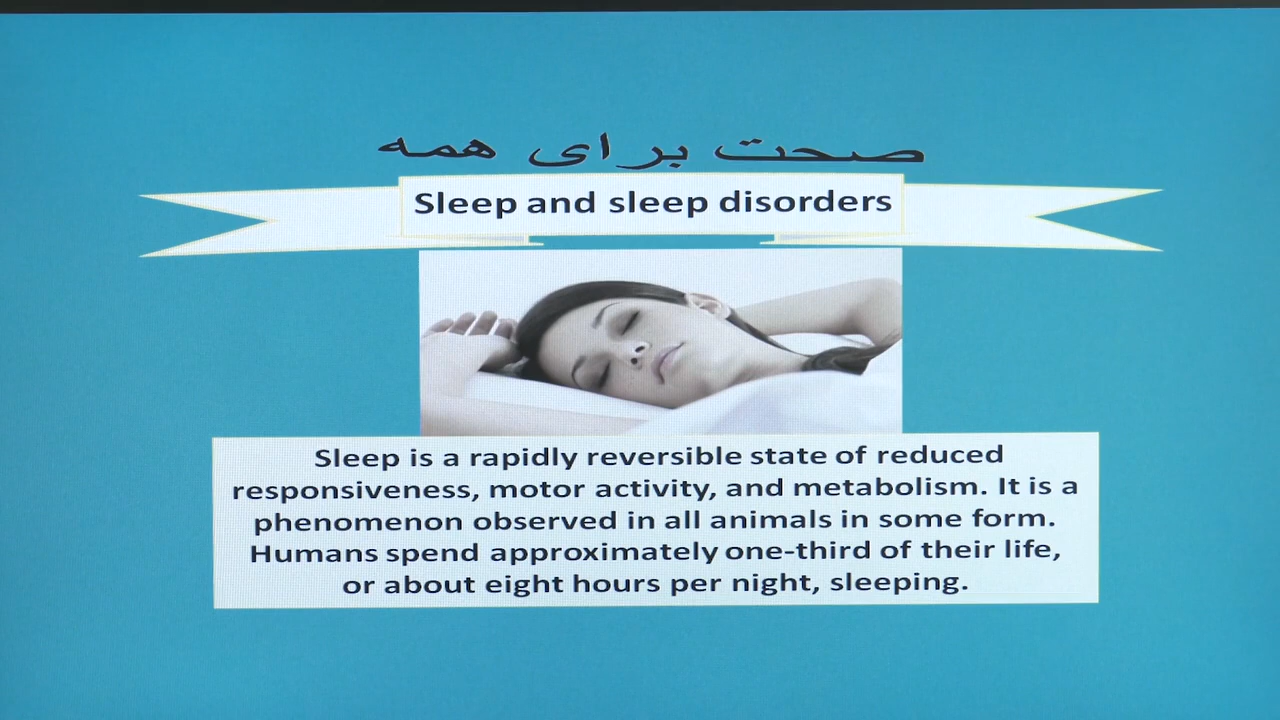 صحت برای همه
Sleep and sleep disorders
Sleep is a rapidly reversible state of reduced
responsiveness, motor activity, and metabolism. It is a
phenomenon observed in all animals in some form.
Humans spend approximately one-third of their life,
or about eight hours per night, sleeping.